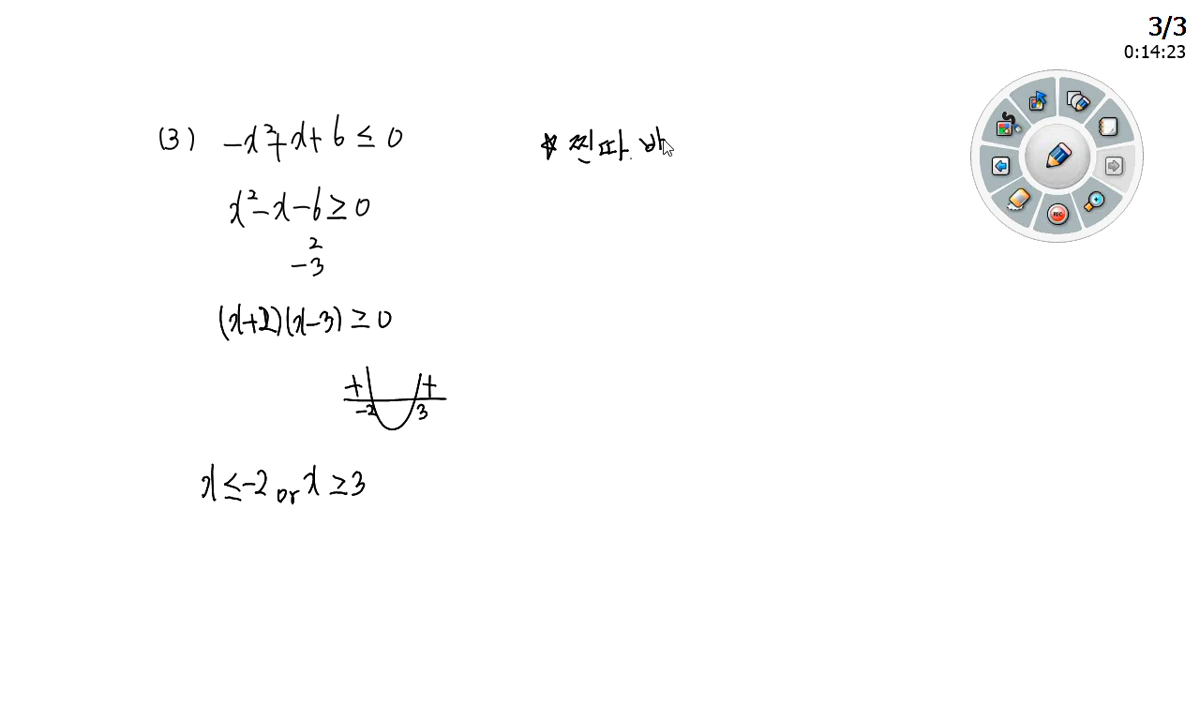 3/3
0:14:23
(3) -x²+x+6 ≤ 0
x²-x-6 ≥ 0
2
-3
(x+2)(x-3) ≥ 0
+ +
-2 3
x ≤ -2 or x ≥ 3
☆ 찐따. 바
REC